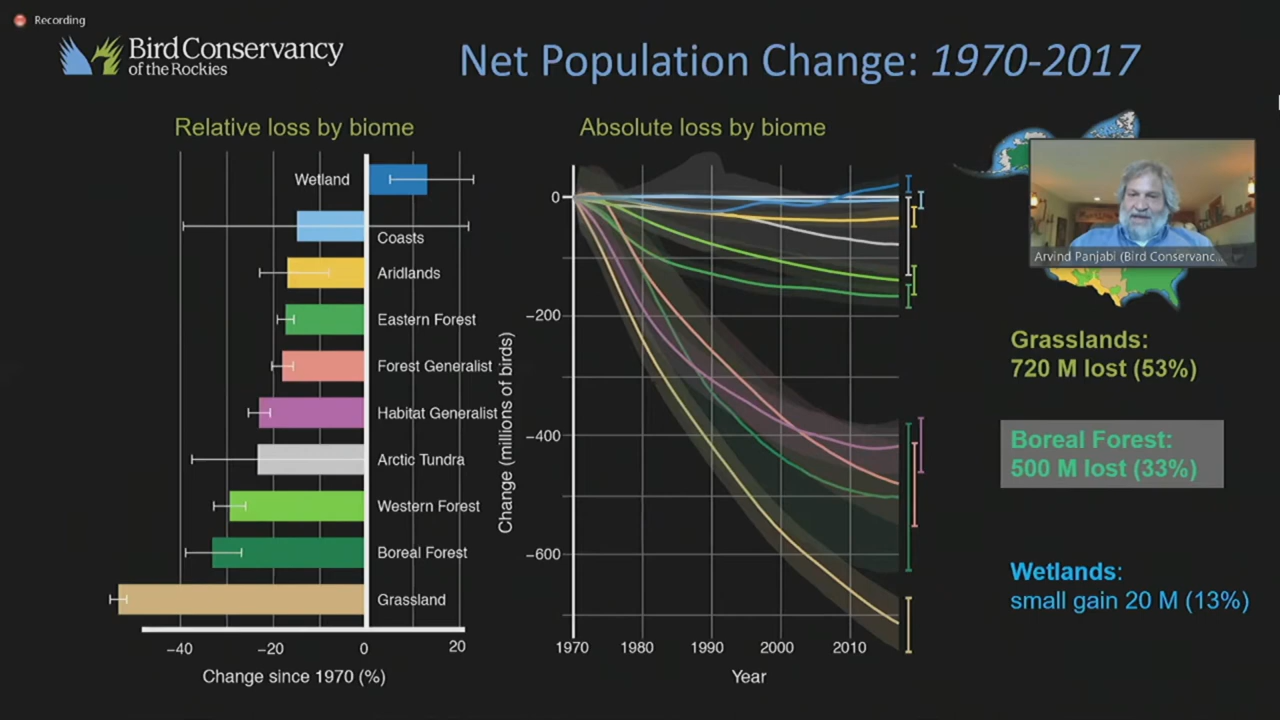 Recording
Bird Conservancy
of the Rockies
Net Population Change: 1970-2017
Relative loss by biome
Wetland
Coasts
Aridlands
Eastern Forest
Forest Generalist
Habitat Generalist
Arctic Tundra
Western Forest
Boreal Forest
Grassland
−40
−20
0
20
Change since 1970 (%)
Absolute loss by biome
Change (millions of birds)
0
−200
−400
−600
1970
1980
1990
2000
2010
Year
Arvind Panjabi (Bird Conservanc...
Grasslands:
720 M lost (53%)
Boreal Forest:
500 M lost (33%)
Wetlands:
small gain 20 M (13%)